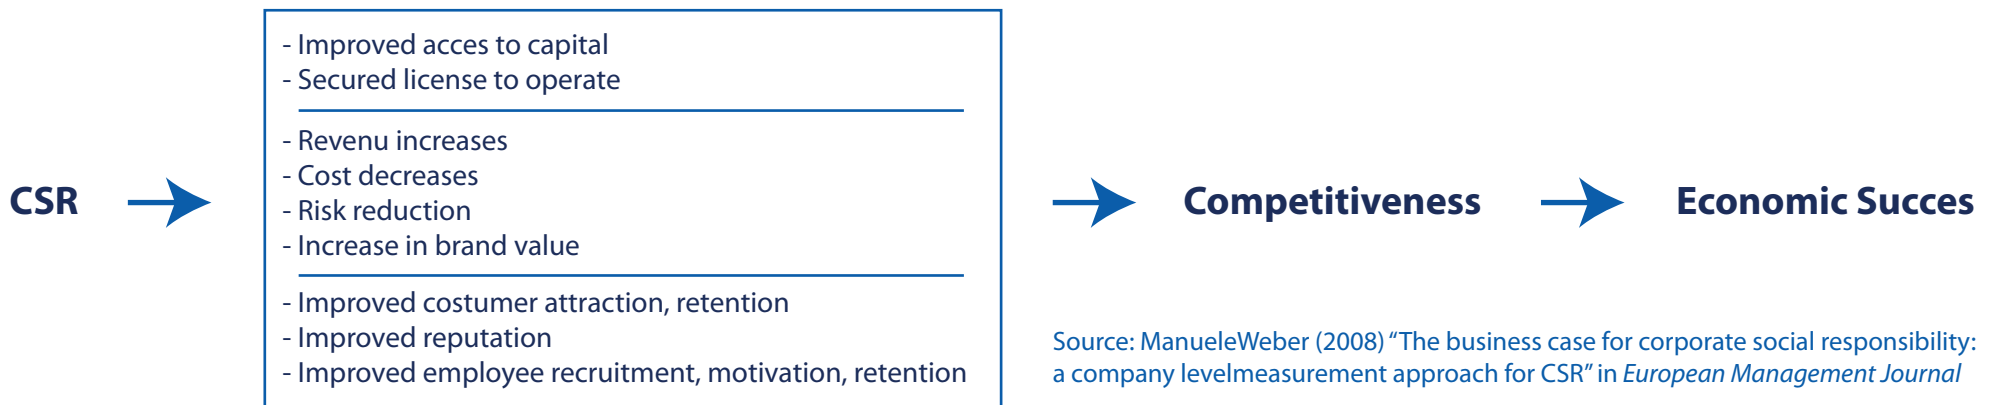 CSR
- Improved acces to capital
- Secured license to operate
- Revenu increases
- Cost decreases
- Risk reduction
- Increase in brand value
- Improved costumer attraction, retention
- Improved reputation
- Improved employee recruitment, motivation, retention
Competitiveness
Economic Succes
Source: ManueleWeber (2008) “The business case for corporate social responsibility:
a company levelmeasurement approach for CSR” in European Management Journal